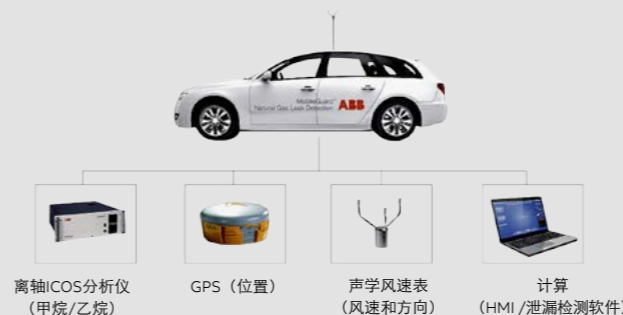 MobileGuard™
Natural Gas Leak Detection
ABB
离轴ICOS分析仪
（甲烷/乙烷）
GPS（位置）
声学风速表
（风速和方向）
计算
（HMI /泄漏检测软件）